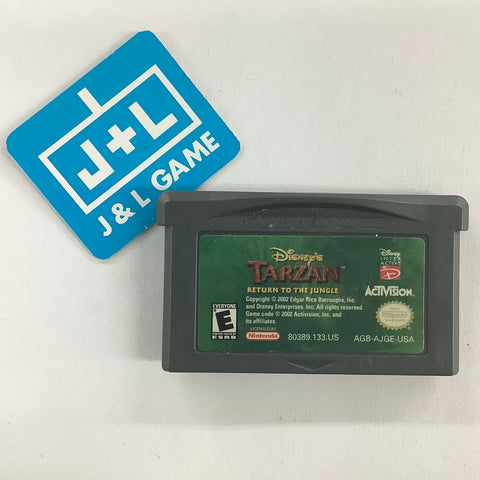 J+L
J & L GAME
GAME BOY ADVANCE
Disney's
TARZAN
RETURN TO THE JUNGLE
Copyright © 2002 Edgar Rice Burroughs, Inc.
and Disney Enterprises, Inc. All rights reserved.
Game code © 2002 Activision, Inc. and
its affiliates.
Disney
INTER
ACTIVE
ACTIVISION.
EVERYONE
E
ESRB
LICENSED BY
Nintendo
80389.133.US
AGB-AJGE-USA